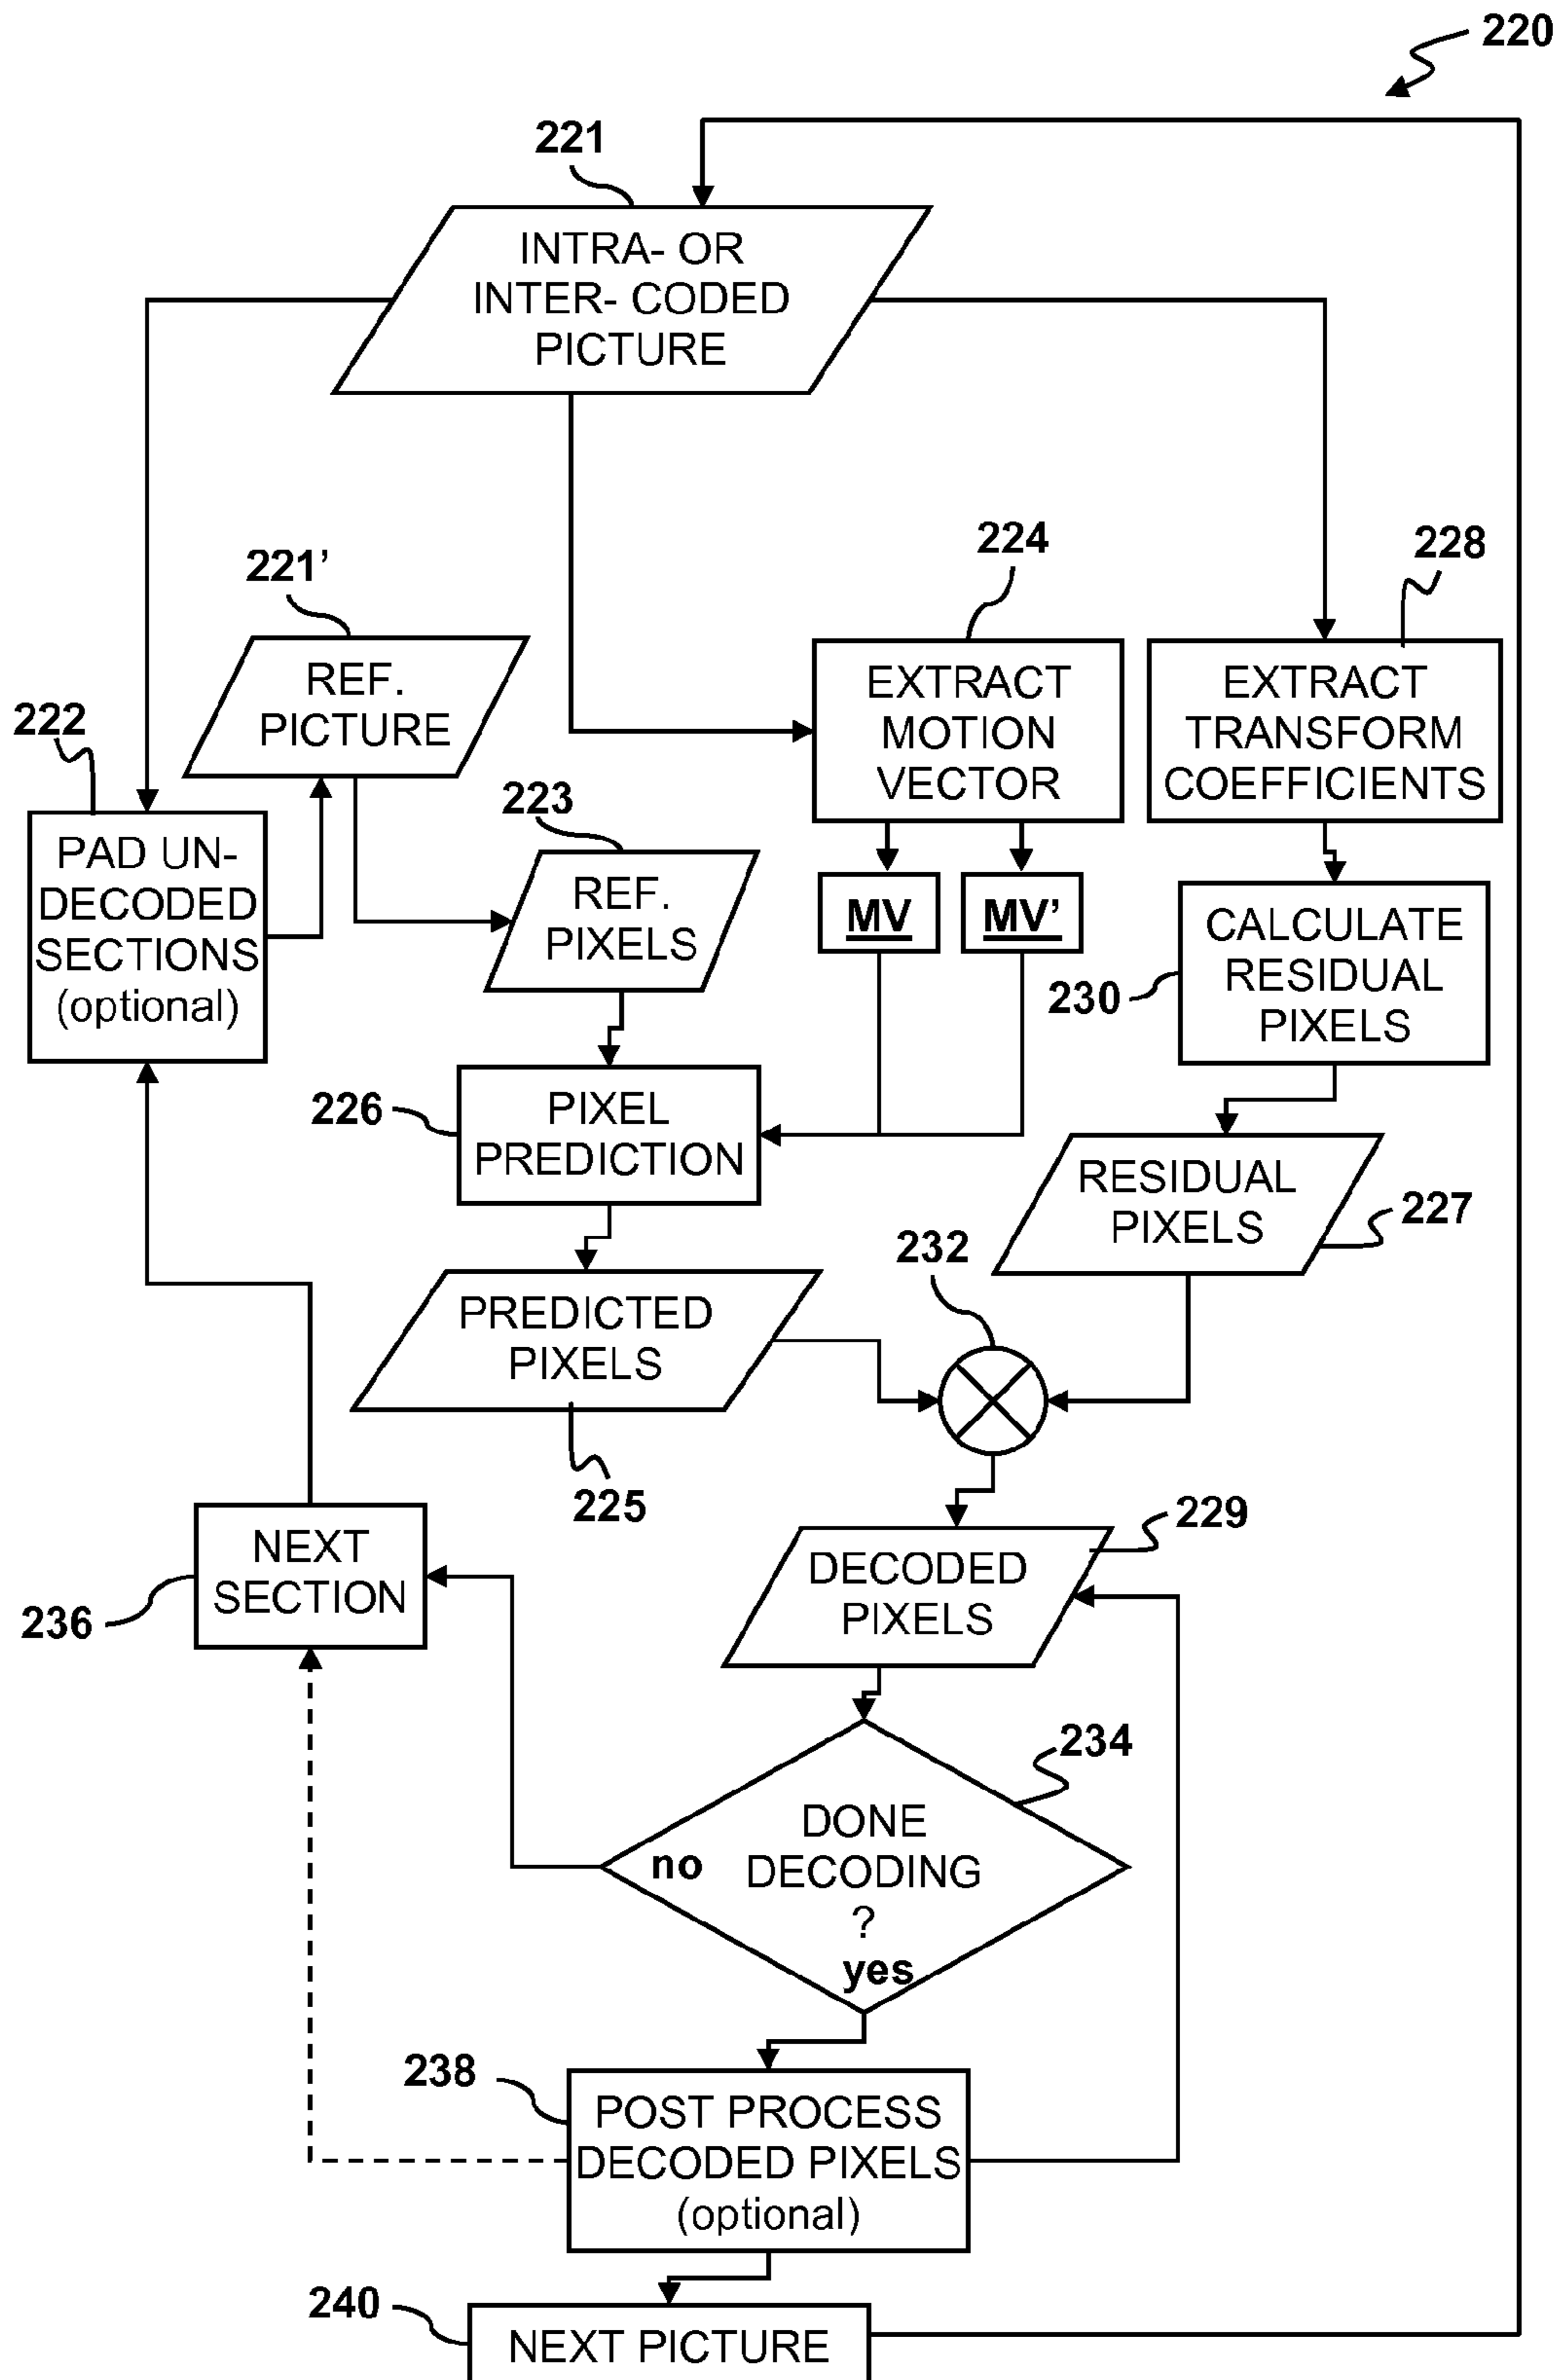 220
221
INTRA- OR
INTER- CODED
PICTURE
221’
REF.
PICTURE
222
PAD UN-
DECODED
SECTIONS
(optional)
223
REF.
PIXELS
224
EXTRACT
MOTION
VECTOR
228
EXTRACT
TRANSFORM
COEFFICIENTS
MV
MV’
230
CALCULATE
RESIDUAL
PIXELS
226
PIXEL
PREDICTION
RESIDUAL
PIXELS
227
232
PREDICTED
PIXELS
225
229
DECODED
PIXELS
NEXT
SECTION
236
234
DONE
DECODING
?
no
yes
238
POST PROCESS
DECODED PIXELS
(optional)
240
NEXT PICTURE